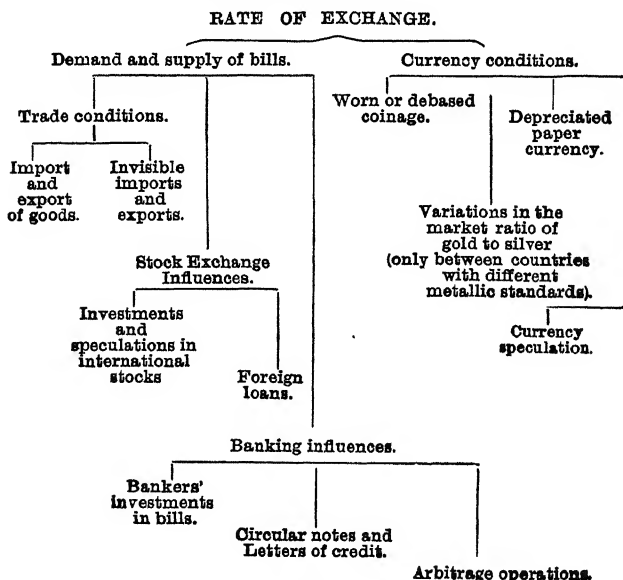 RATE OF EXCHANGE.
Demand and supply of bills.
Currency conditions.
Trade conditions.
Import
and
export
of goods.
Invisible
imports
and
exports.
Stock Exchange
Influences.
Investments
and
speculations in
international
stocks
Foreign
loans.
Banking influences.
Bankers'
investments
in bills.
Circular notes and
Letters of credit.
Arbitrage operations.
Worn or debased
coinage.
Depreciated
paper
currency.
Variations in the
market ratio of
gold to silver
(only between countries
with different
metallic standards).
Currency
speculation.